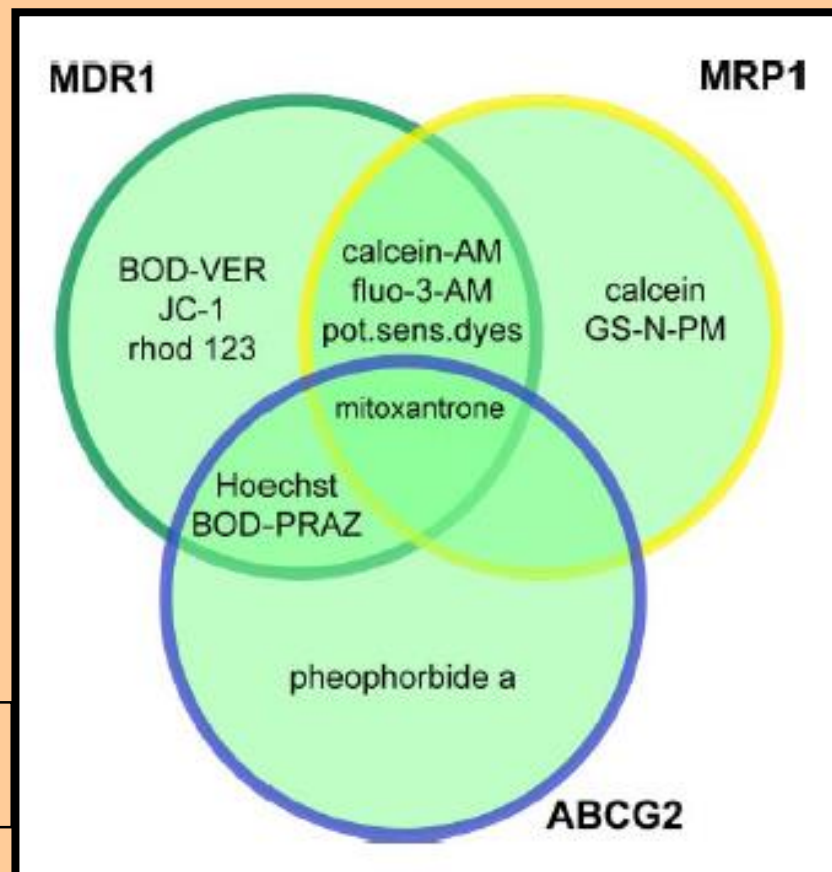 MDR1
MRP1
BOD-VER
JC-1
rhod 123
calcein-AM
fluo-3-AM
pot.sens.dyes
calcein
GS-N-PM
mitoxantrone
Hoechst
BOD-PRAZ
pheophorbide a
ABCG2